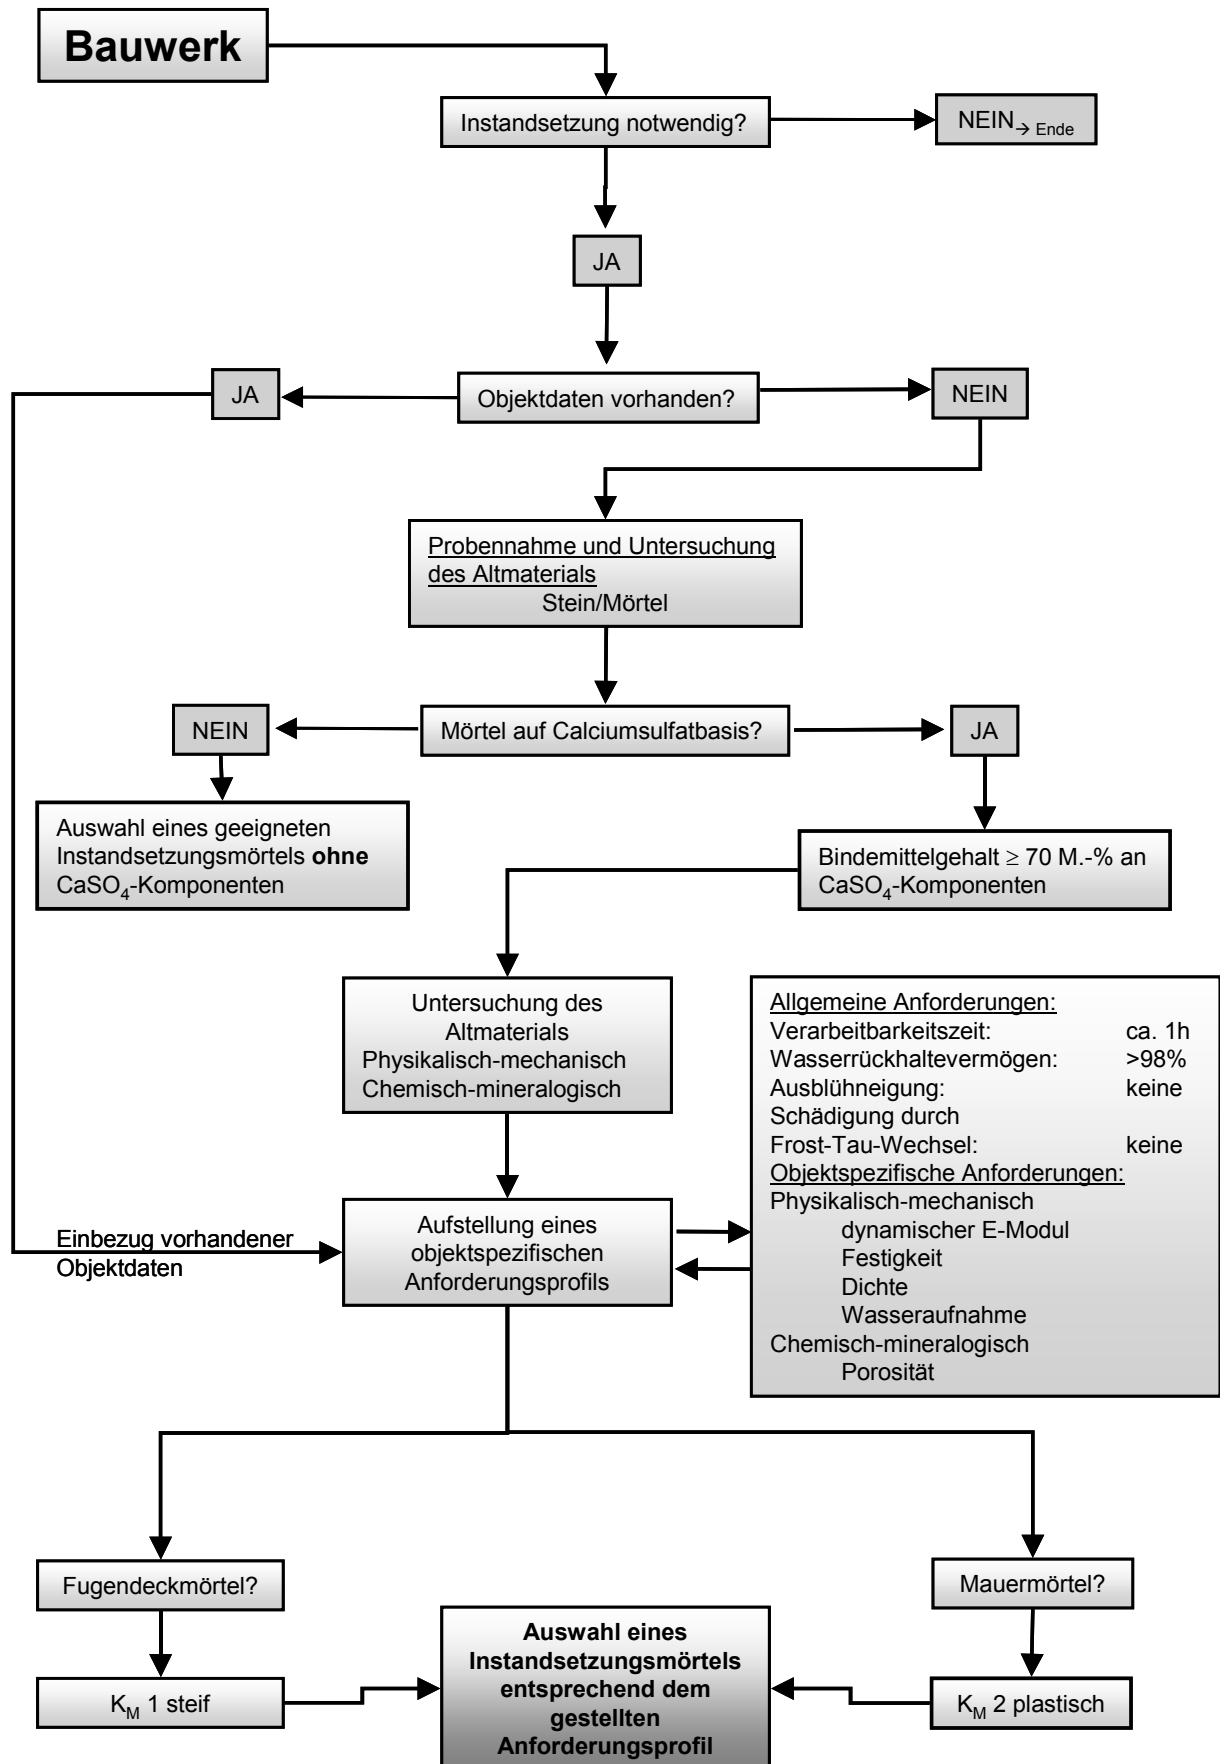 Bauwerk
Instandsetzung notwendig?
NEIN → Ende
JA
JA
Objektdaten vorhanden?
NEIN
Probennahme und Untersuchung
des Altmaterials
Stein/Mörtel
NEIN
Mörtel auf Calciumsulfatbasis?
JA
Auswahl eines geeigneten
Instandsetzungsmörtels ohne
CaSO₄-Komponenten
Bindemittelgehalt ≥ 70 M.-% an
CaSO₄-Komponenten
Untersuchung des
Altmaterials
Physikalisch-mechanisch
Chemisch-mineralogisch
Allgemeine Anforderungen:
Verarbeitbarkeitszeit: ca. 1h
Wasserrückhaltevermögen: >98%
Ausblühneigung: keine
Schädigung durch
Frost-Tau-Wechsel: keine
Objektspezifische Anforderungen:
Physikalisch-mechanisch
dynamischer E-Modul
Festigkeit
Dichte
Wasseraufnahme
Chemisch-mineralogisch
Porosität
Einbezug vorhandener
Objektdaten
Aufstellung eines
objektspezifischen
Anforderungsprofils
Fugendeckmörtel?
Mauermörtel?
K_M 1 steif
Auswahl eines
Instandsetzungsmörtels
entsprechend dem
gestellten
Anforderungsprofil
K_M 2 plastisch